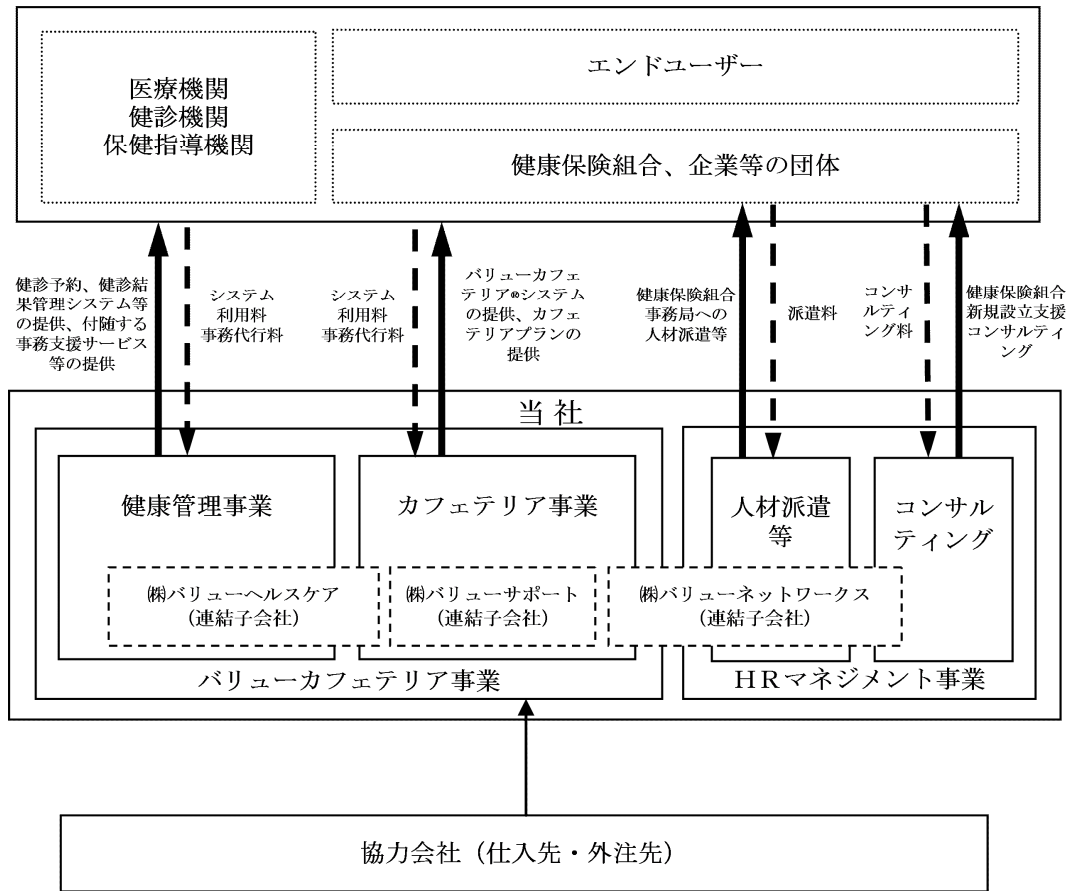 医療機関
健診機関
保健指導機関
エンドユーザー
健康保険組合、企業等の団体
健診予約、健診結
果管理システム等
の提供、付随する
事務支援サービス
等の提供
システム
利用料
事務代行料
システム
利用料
事務代行料
バリューカフェ
テリア®システム
の提供、カフェ
テリアプランの
提供
健康保険組合
事務局への
人材派遣等
派遣料
コンサ
ルティ
ング料
健康保険組合
新規設立支援
コンサルティ
ング
当社
健康管理事業
カフェテリア事業
人材派遣
等
コンサル
ティング
㈱バリューヘルスケア
（連結子会社）
㈱バリューサポート
（連結子会社）
㈱バリューネットワークス
（連結子会社）
バリューカフェテリア事業
ＨＲマネジメント事業
協力会社（仕入先・外注先）